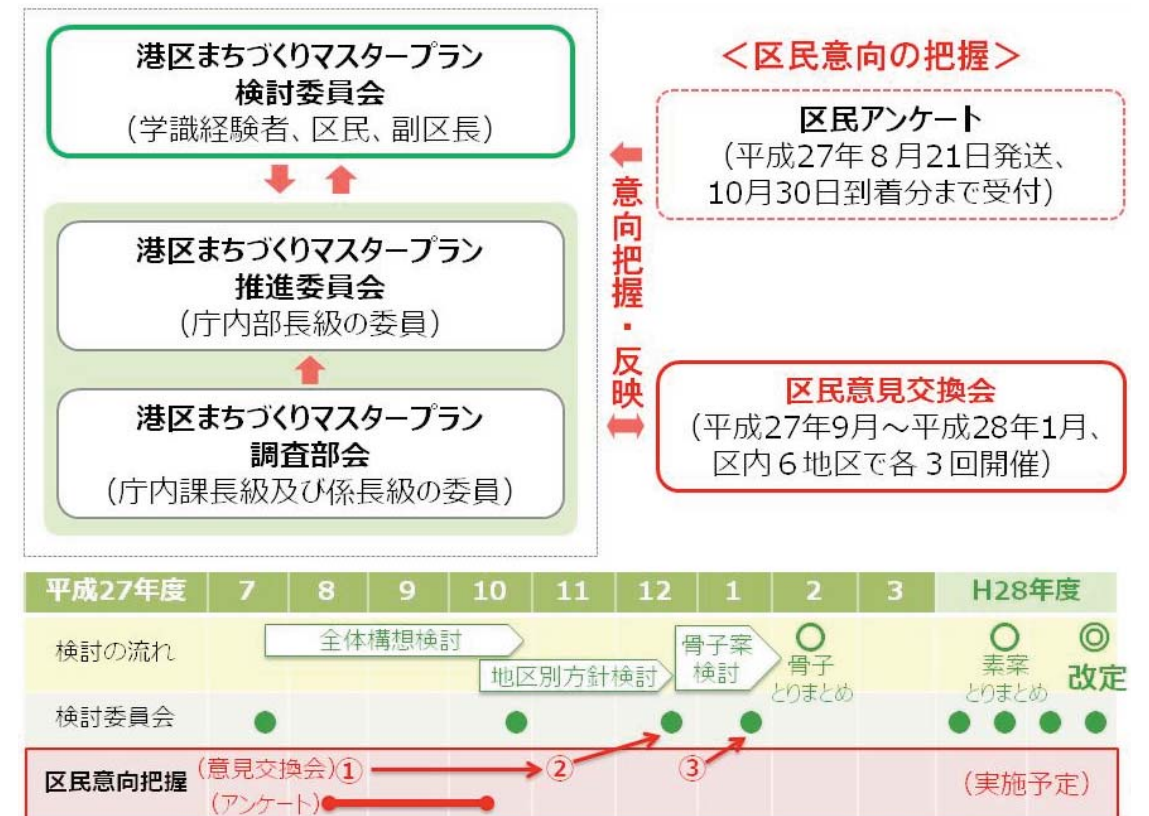 港区まちづくりマスタープラン
検討委員会
（学識経験者、区民、副区長）
港区まちづくりマスタープラン
推進委員会
（庁内部長級の委員）
港区まちづくりマスタープラン
調査部会
（庁内課長級及び係長級の委員）
意向把握・反映
＜区民意向の把握＞
区民アンケート
（平成27年８月21日発送、
10月30日到着分まで受付）
区民意見交換会
（平成27年9月～平成28年1月、
区内６地区で各３回開催）
平成27年度 7 8 9 10 11 12 1 2 3 H28年度
検討の流れ
全体構想検討
地区別方針検討
骨子案
検討
骨子
とりまとめ
素案
とりまとめ
改定
検討委員会
区民意向把握
（意見交換会）① ② ③
（アンケート）
（実施予定）